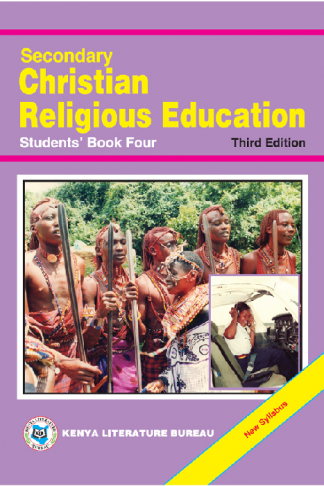 Secondary
Christian
Religious Education
Students' Book Four
Third Edition
New Syllabus
KENYA LITERATURE BUREAU